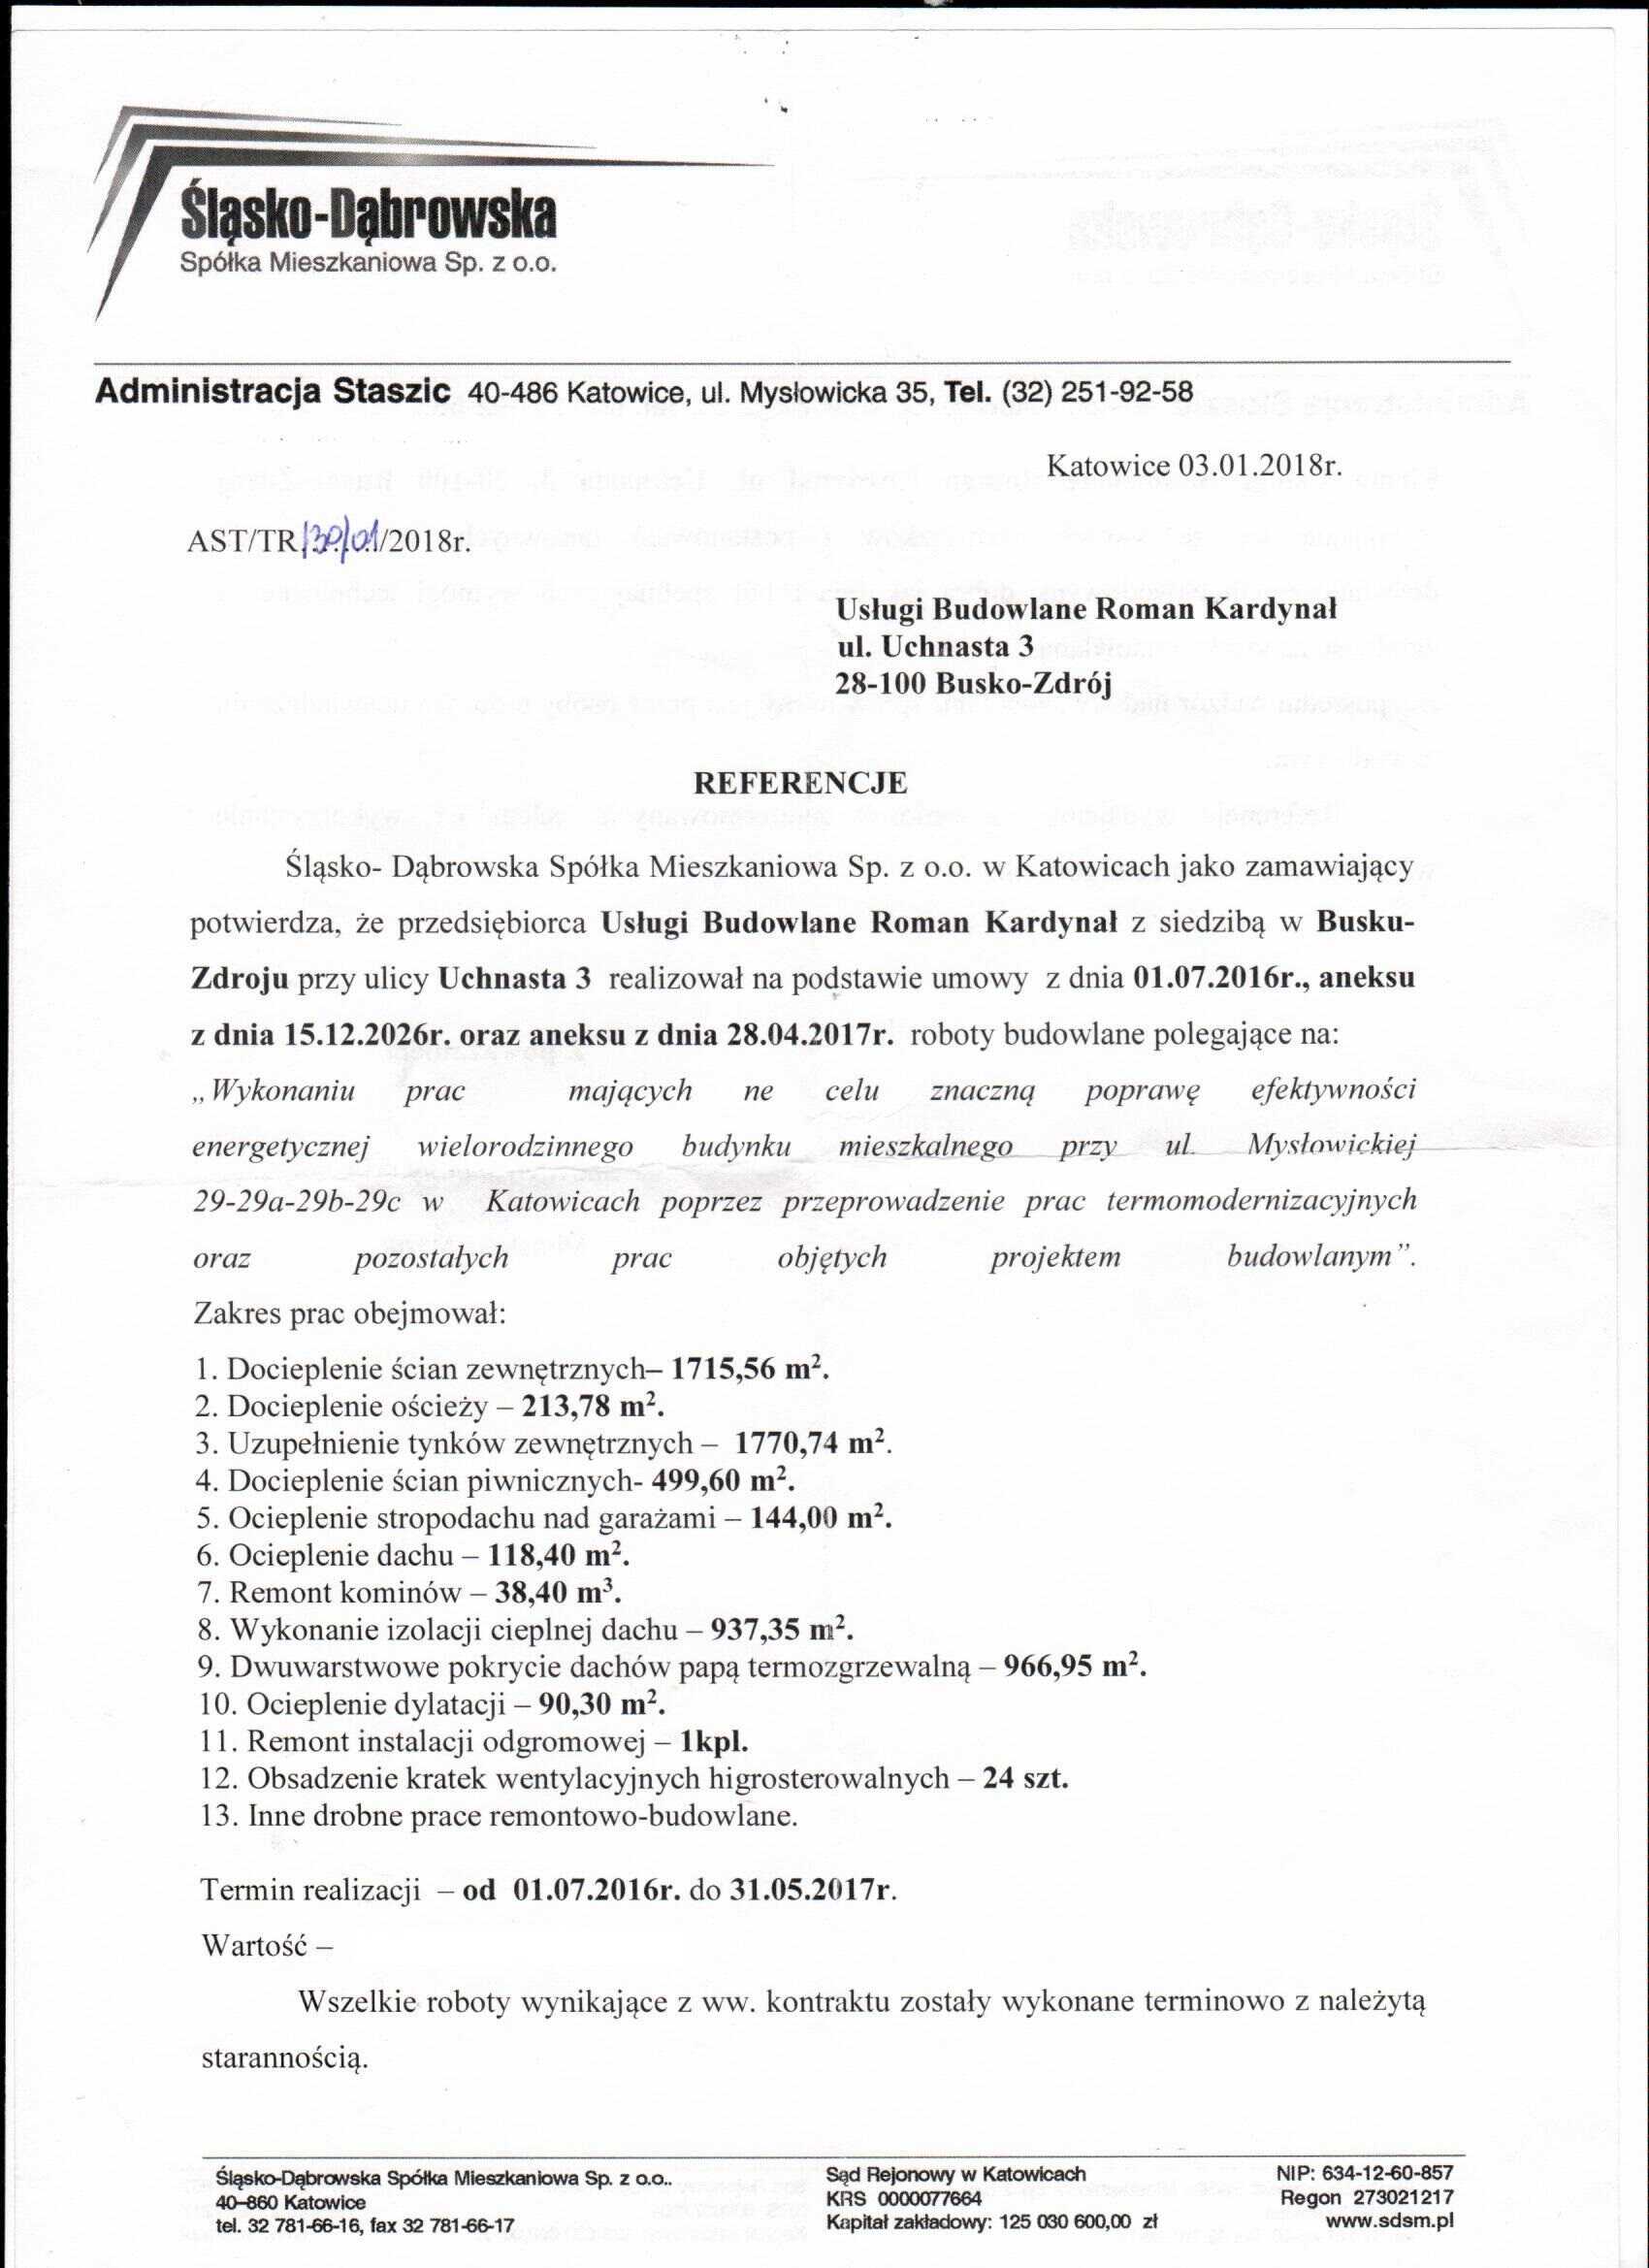 Śląsko-Dąbrowska
Spółka Mieszkaniowa Sp. z o.o.
Administracja Staszic 40-486 Katowice, ul. Mysłowicka 35, Tel. (32) 251-92-58
Katowice 03.01.2018r.
AST/TR/30/01/2018r.
Usługi Budowlane Roman Kardynał
ul. Uchnasta 3
28-100 Busko-Zdrój
REFERENCJE
Śląsko- Dąbrowska Spółka Mieszkaniowa Sp. z o.o. w Katowicach jako zamawiający
potwierdza, że przedsiębiorca Usługi Budowlane Roman Kardynał z siedzibą w Busku-
Zdroju przy ulicy Uchnasta 3 realizował na podstawie umowy z dnia 01.07.2016r., aneksu
z dnia 15.12.2026r. oraz aneksu z dnia 28.04.2017r. roboty budowlane polegające na:
„Wykonaniu prac mających ne celu znaczną poprawę efektywności
energetycznej wielorodzinnego budynku mieszkalnego przy ul. Mysłowickiej
29-29a-29b-29c w Katowicach poprzez przeprowadzenie prac termomodernizacyjnych
oraz pozostałych prac objętych projektem budowlanym”.
Zakres prac obejmował:
1. Docieplenie ścian zewnętrznych– 1715,56 m².
2. Docieplenie ościeży – 213,78 m².
3. Uzupełnienie tynków zewnętrznych – 1770,74 m².
4. Docieplenie ścian piwnicznych- 499,60 m².
5. Ocieplenie stropodachu nad garażami – 144,00 m².
6. Ocieplenie dachu – 118,40 m².
7. Remont kominów – 38,40 m³.
8. Wykonanie izolacji cieplnej dachu – 937,35 m².
9. Dwuwarstwowe pokrycie dachów papą termozgrzewalną – 966,95 m².
10. Ocieplenie dylatacji – 90,30 m².
11. Remont instalacji odgromowej – 1kpl.
12. Obsadzenie kratek wentylacyjnych higrosterowalnych – 24 szt.
13. Inne drobne prace remontowo-budowlane.
Termin realizacji – od 01.07.2016r. do 31.05.2017r.
Wartość –
Wszelkie roboty wynikające z ww. kontraktu zostały wykonane terminowo z należytą
starannością.
Śląsko-Dąbrowska Spółka Mieszkaniowa Sp. z o.o..
40-860 Katowice
tel. 32 781-66-16, fax 32 781-66-17
Sąd Rejonowy w Katowicach
KRS 0000077664
Kapitał zakładowy: 125 030 600,00 zł
NIP: 634-12-60-857
Regon 273021217
www.sdsm.pl